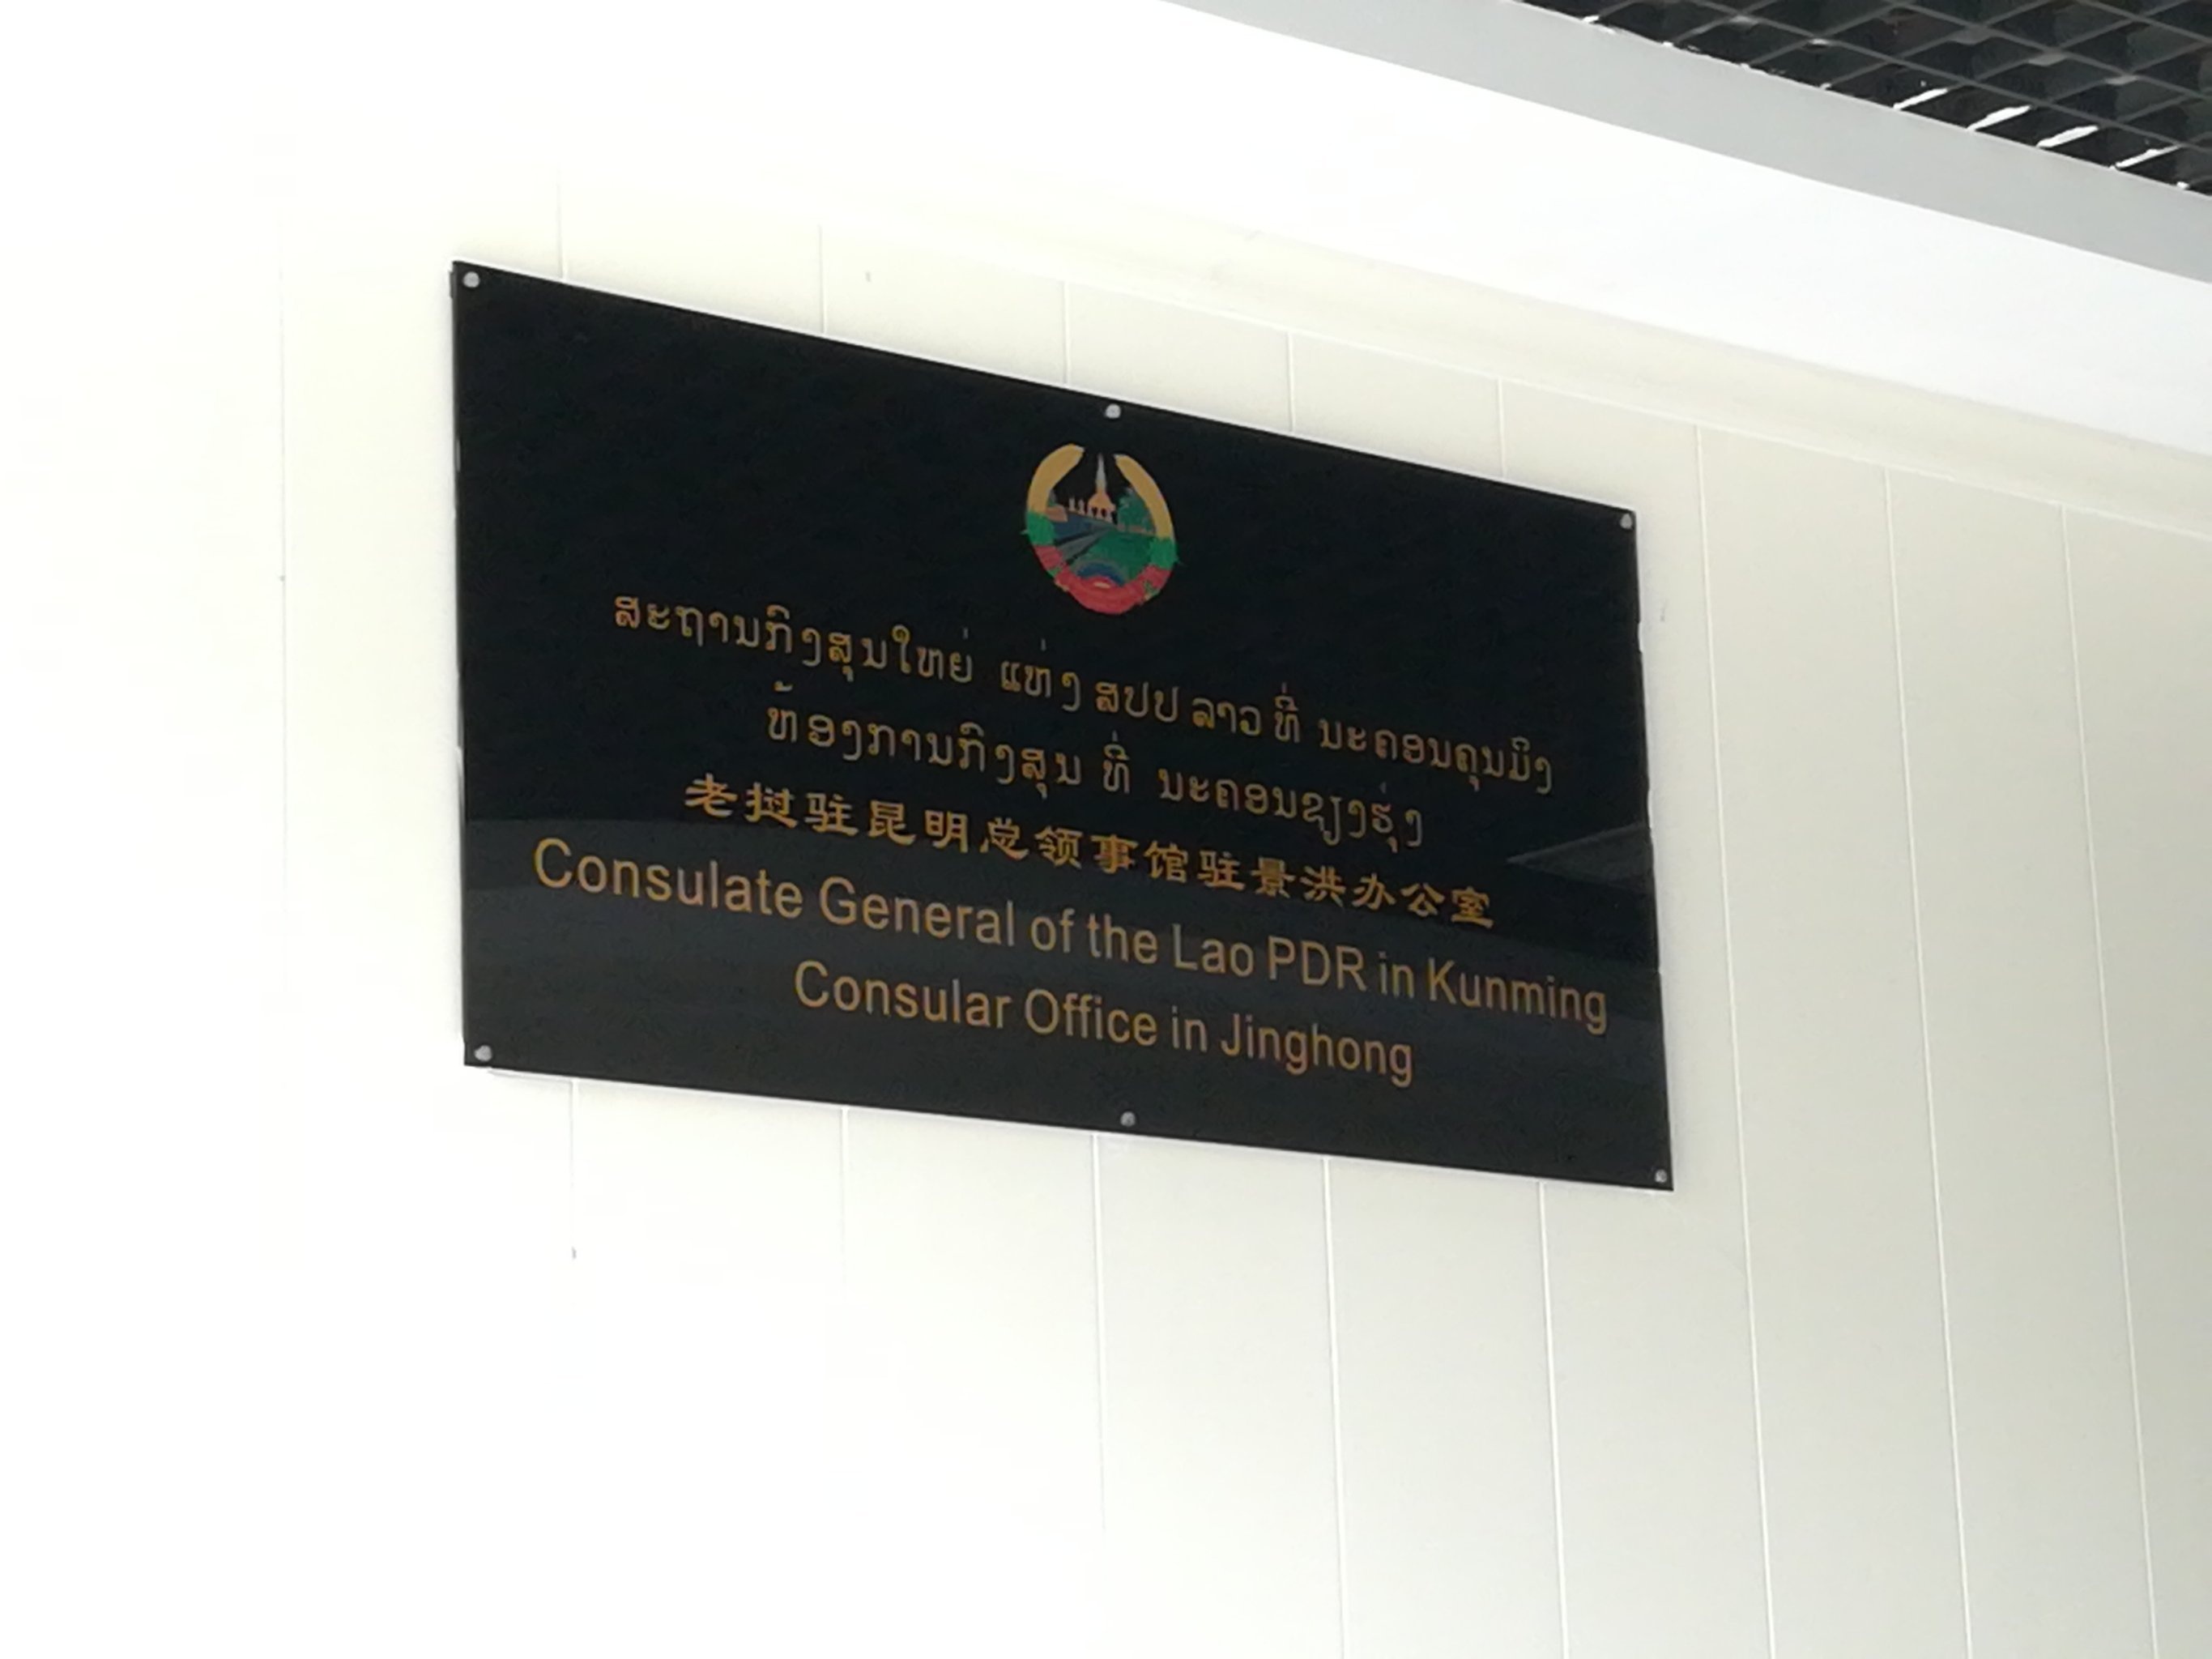 ສະຖານກົງສຸນໃຫຍ່ ແຫ່ງ ສປປ ລາວ ທີ່ ນະຄອນຄຸນມິງ
ຫ້ອງການກົງສຸນ ທີ່ ນະຄອນຊຽງຮຸ່ງ
老挝驻昆明总领事馆驻景洪办公室
Consulate General of the Lao PDR in Kunming
Consular Office in Jinghong